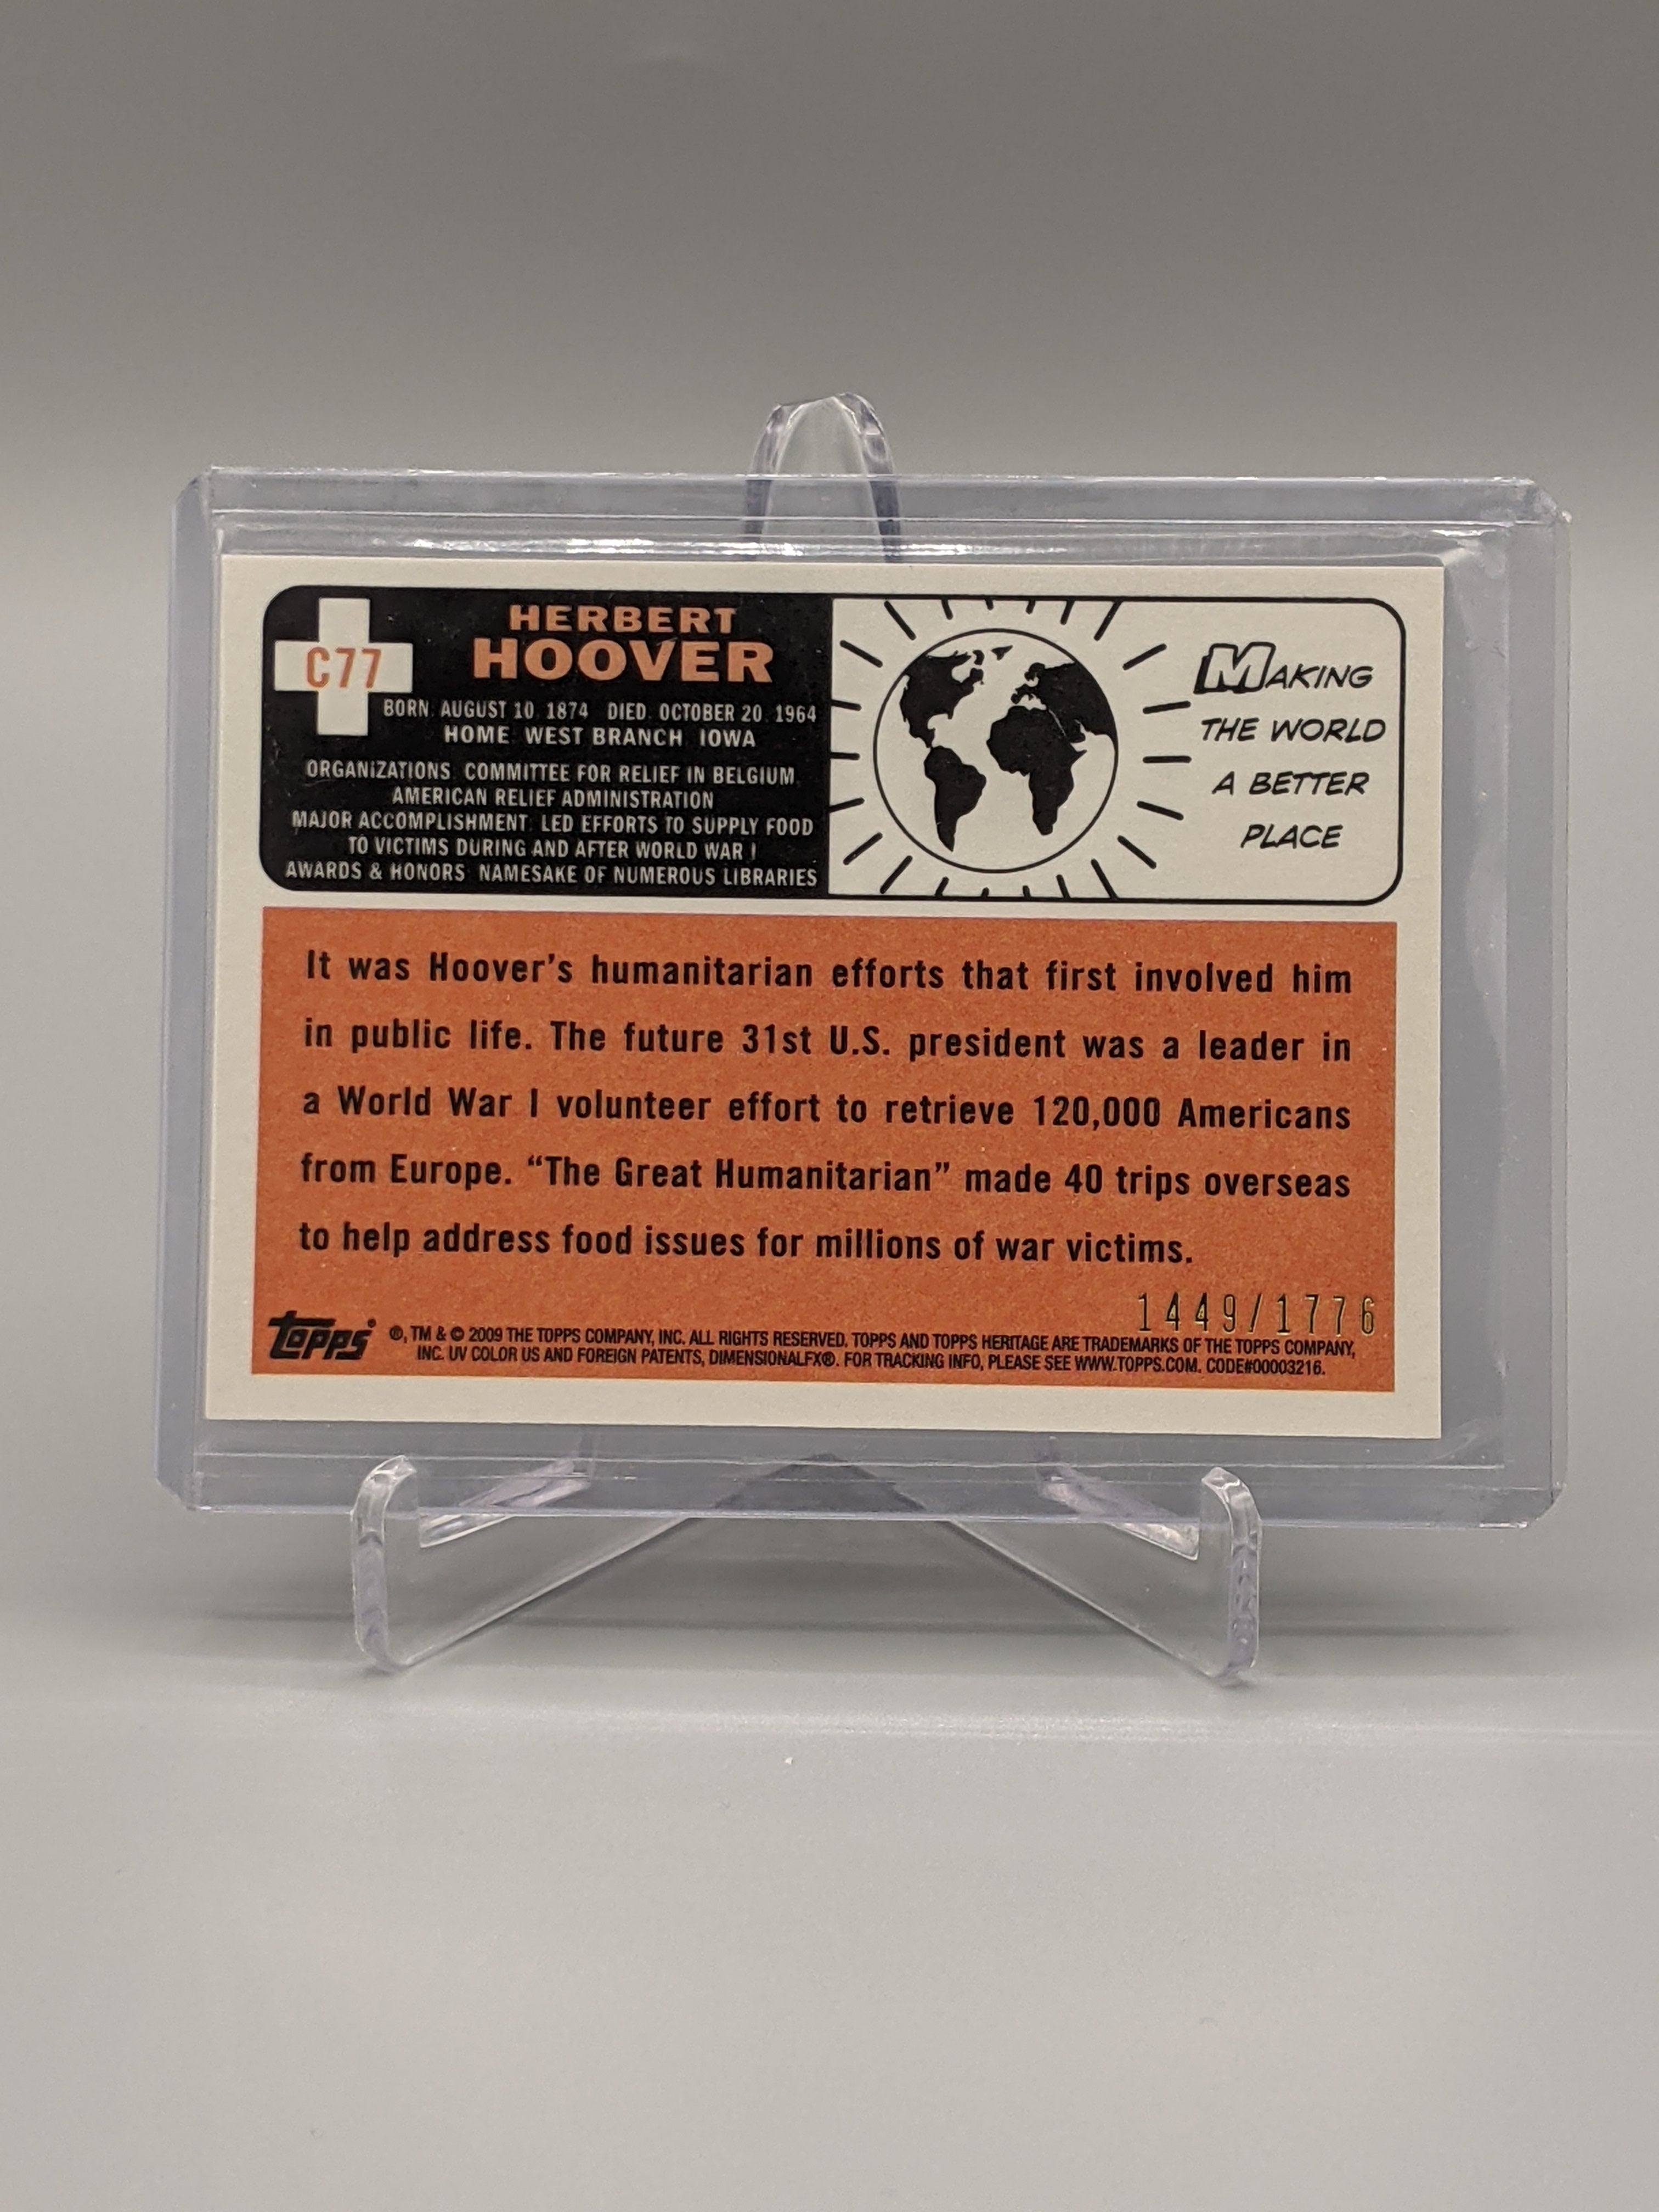 C77
HERBERT
HOOVER
BORN: AUGUST 10, 1874 DIED: OCTOBER 20, 1964
HOME: WEST BRANCH, IOWA
ORGANIZATIONS: COMMITTEE FOR RELIEF IN BELGIUM,
AMERICAN RELIEF ADMINISTRATION
MAJOR ACCOMPLISHMENT: LED EFFORTS TO SUPPLY FOOD
TO VICTIMS DURING AND AFTER WORLD WAR I
AWARDS & HONORS: NAMESAKE OF NUMEROUS LIBRARIES
MAKING
THE WORLD
A BETTER
PLACE
It was Hoover's humanitarian efforts that first involved him
in public life. The future 31st U.S. president was a leader in
a World War I volunteer effort to retrieve 120,000 Americans
from Europe. “The Great Humanitarian” made 40 trips overseas
to help address food issues for millions of war victims.
1449/1776
topps
®, TM & © 2009 THE TOPPS COMPANY, INC. ALL RIGHTS RESERVED. TOPPS AND TOPPS HERITAGE ARE TRADEMARKS OF THE TOPPS COMPANY,
INC. UV COLOR US AND FOREIGN PATENTS, DIMENSIONALFX®. FOR TRACKING INFO, PLEASE SEE WWW.TOPPS.COM. CODE#00003216.